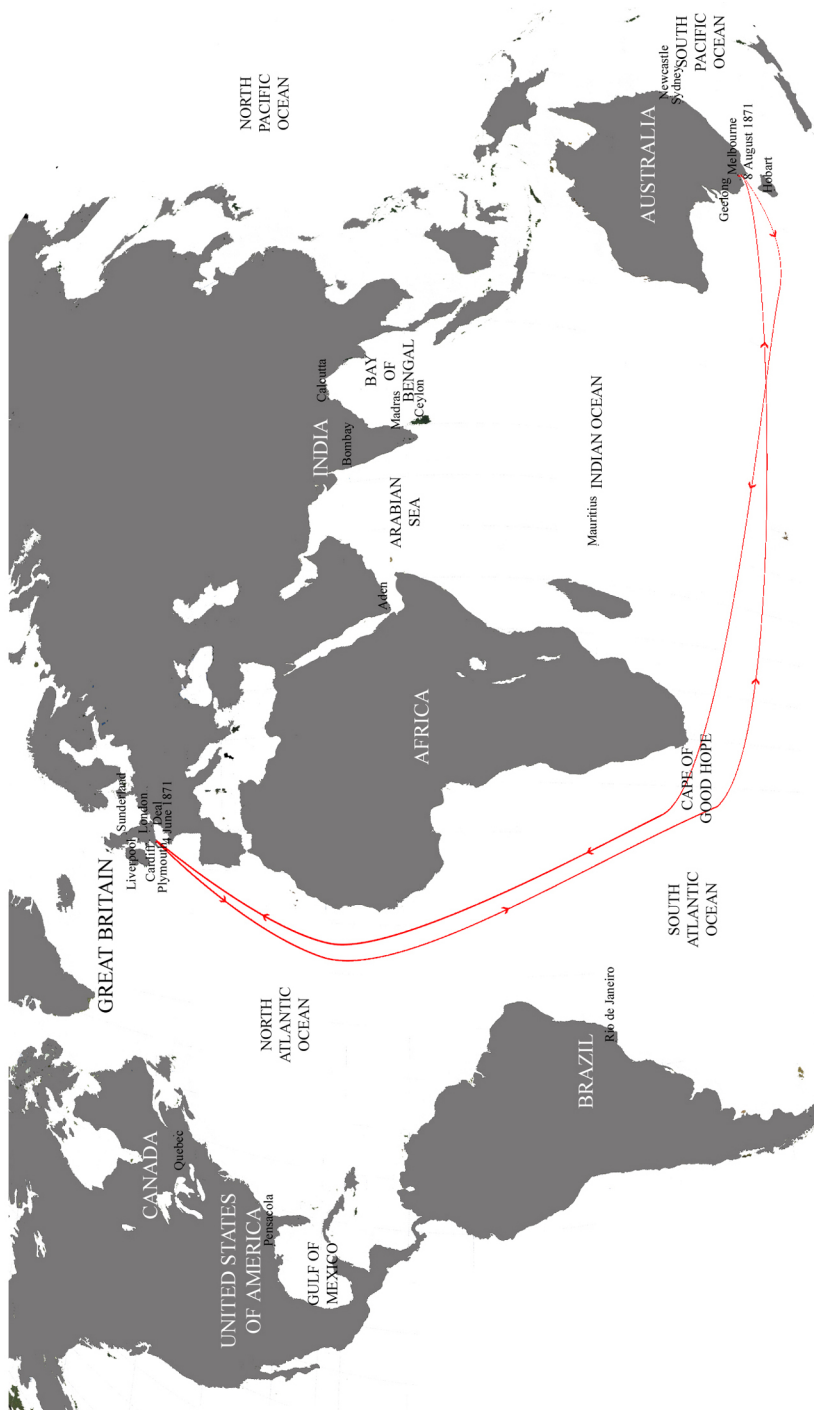 GREAT BRITAIN
Sunderland
Liverpool
London
Cardiff
Deal
Plymouth
4 June 1871
CANADA
Quebec
UNITED STATES
OF AMERICA
Pensacola
GULF OF
MEXICO
NORTH
ATLANTIC
OCEAN
BRAZIL
Rio de Janeiro
SOUTH
ATLANTIC
OCEAN
AFRICA
CAPE OF
GOOD HOPE
Aden
ARABIAN
SEA
INDIA
Bombay
Calcutta
Madras
Ceylon
BAY
OF
BENGAL
Mauritius
INDIAN OCEAN
NORTH
PACIFIC
OCEAN
AUSTRALIA
Newcastle
Sydney
SOUTH
PACIFIC
OCEAN
Geelong
Melbourne
8 August 1871
Hobart